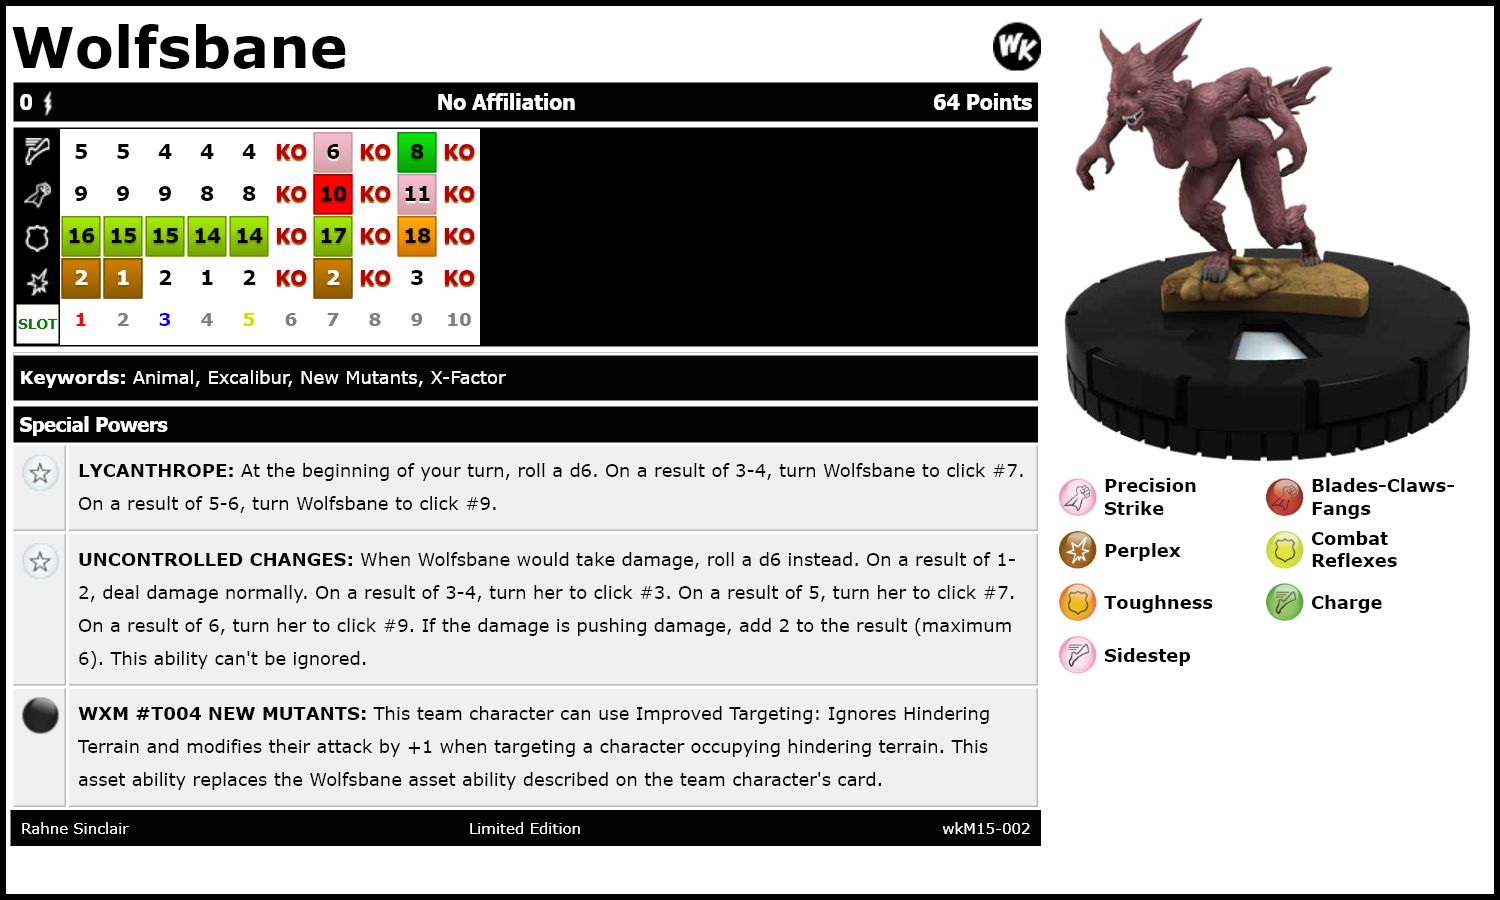 Wolfsbane
WK
0 No Affiliation 64 Points
5 5 4 4 4 KO 6 KO 8 KO
9 9 9 8 8 KO 10 KO 11 KO
16 15 15 14 14 KO 17 KO 18 KO
2 1 2 1 2 KO 2 KO 3 KO
SLOT 1 2 3 4 5 6 7 8 9 10
Keywords: Animal, Excalibur, New Mutants, X-Factor
Special Powers
LYCANTHROPE: At the beginning of your turn, roll a d6. On a result of 3-4, turn Wolfsbane to click #7.
On a result of 5-6, turn Wolfsbane to click #9.
UNCONTROLLED CHANGES: When Wolfsbane would take damage, roll a d6 instead. On a result of 1-
2, deal damage normally. On a result of 3-4, turn her to click #3. On a result of 5, turn her to click #7.
On a result of 6, turn her to click #9. If the damage is pushing damage, add 2 to the result (maximum
6). This ability can't be ignored.
WXM #T004 NEW MUTANTS: This team character can use Improved Targeting: Ignores Hindering
Terrain and modifies their attack by +1 when targeting a character occupying hindering terrain. This
asset ability replaces the Wolfsbane asset ability described on the team character's card.
Rahne Sinclair Limited Edition wkM15-002
Precision
Strike
Blades-Claws-
Fangs
Perplex
Combat
Reflexes
Toughness
Charge
Sidestep